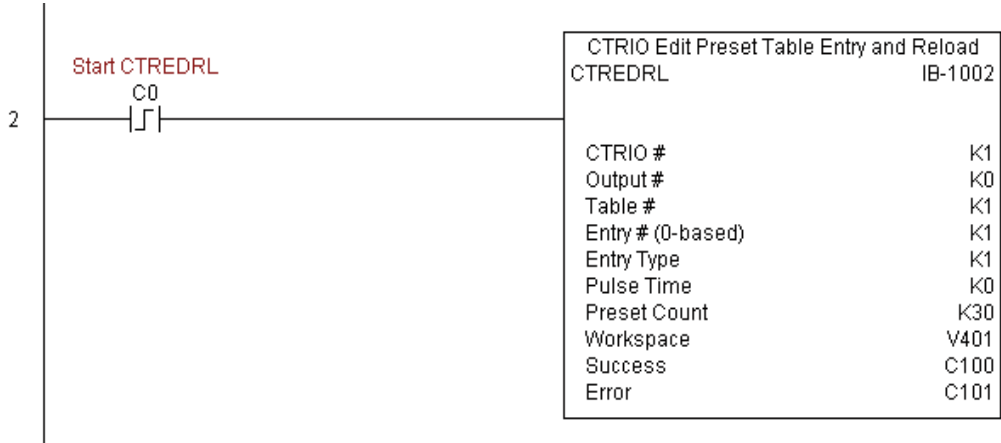 CTRIO Edit Preset Table Entry and Reload
Start CTREDRL
CTREDRL IB-1002
C0
2
CTRIO # K1
Output # K0
Table # K1
Entry # (0-based) K1
Entry Type K1
Pulse Time K0
Preset Count K30
Workspace V401
Success C100
Error C101